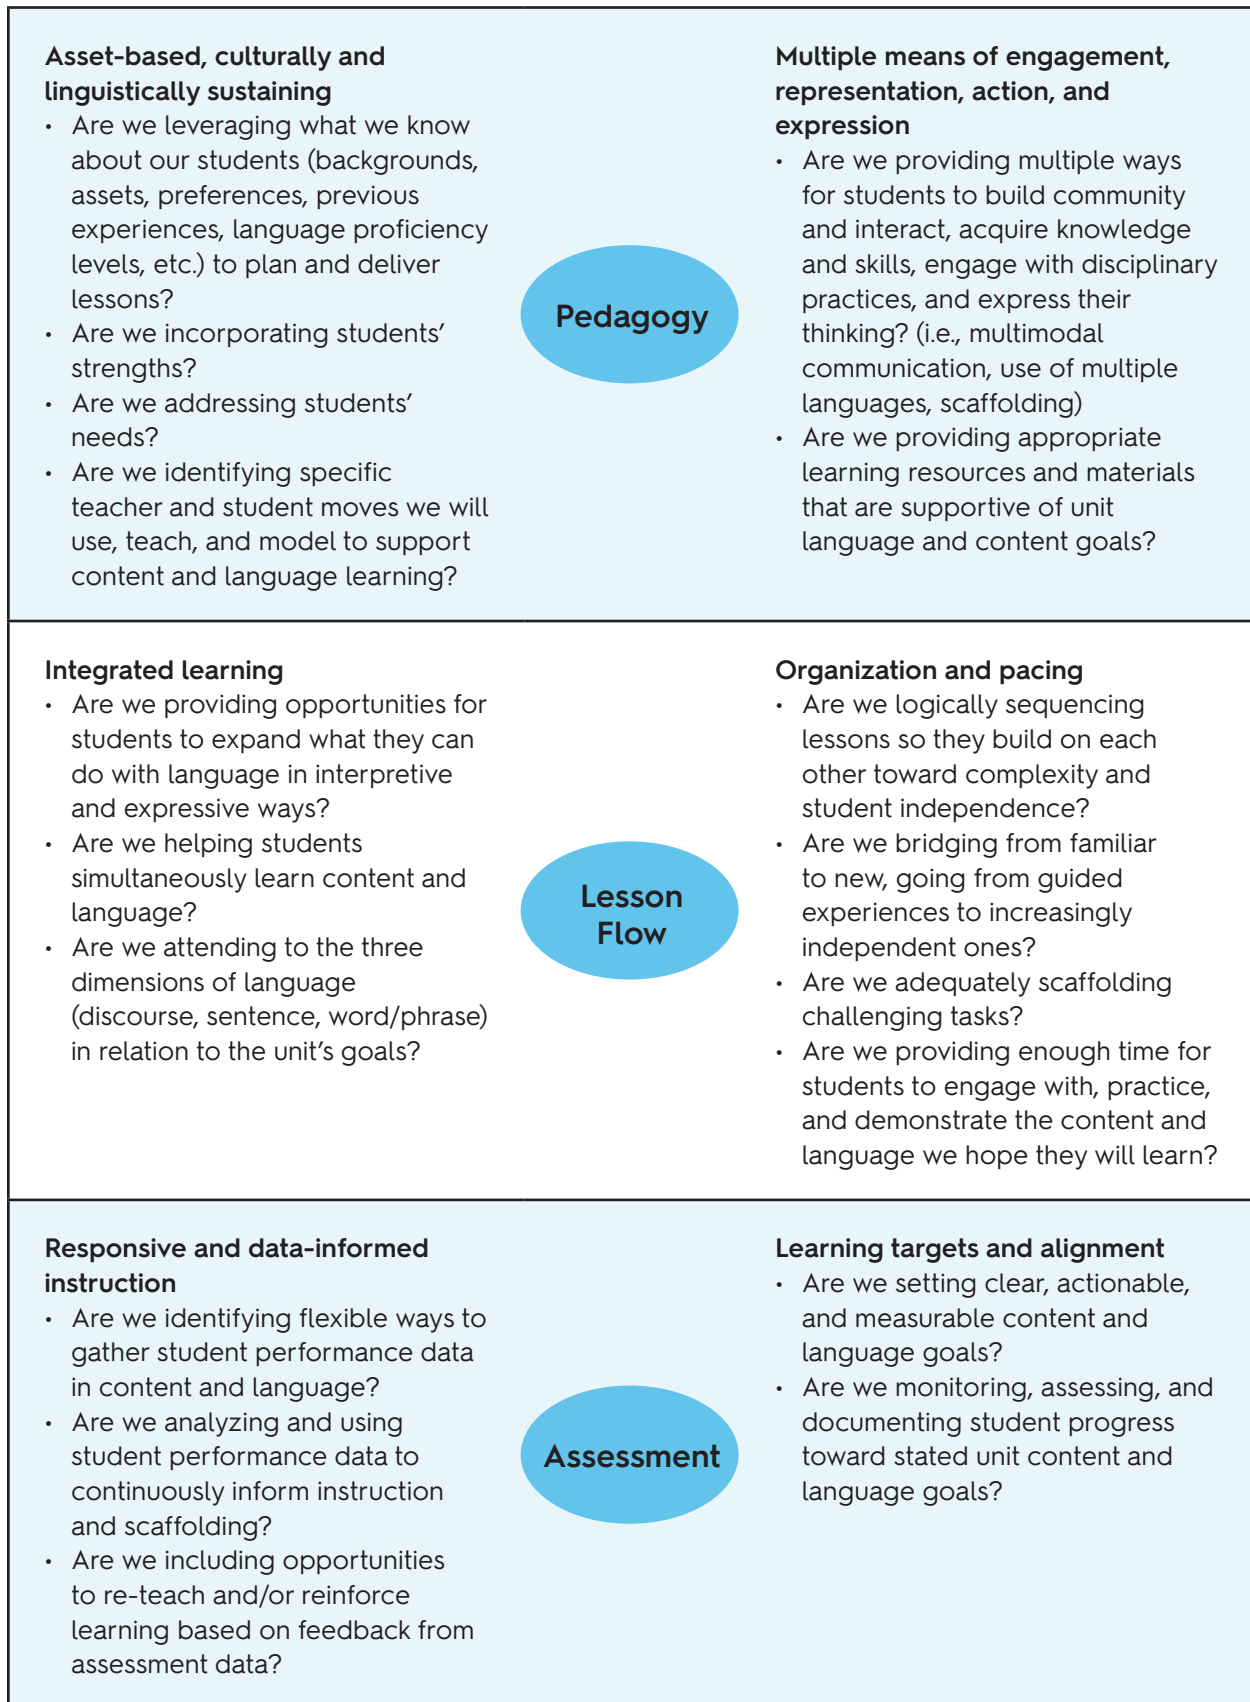 Asset-based, culturally and
linguistically sustaining
• Are we leveraging what we know
about our students (backgrounds,
assets, preferences, previous
experiences, language proficiency
levels, etc.) to plan and deliver
lessons?
• Are we incorporating students’
strengths?
• Are we addressing students’
needs?
• Are we identifying specific
teacher and student moves we will
use, teach, and model to support
content and language learning?
Pedagogy
Multiple means of engagement,
representation, action, and
expression
• Are we providing multiple ways
for students to build community
and interact, acquire knowledge
and skills, engage with disciplinary
practices, and express their
thinking? (i.e., multimodal
communication, use of multiple
languages, scaffolding)
• Are we providing appropriate
learning resources and materials
that are supportive of unit
language and content goals?
Integrated learning
• Are we providing opportunities for
students to expand what they can
do with language in interpretive
and expressive ways?
• Are we helping students
simultaneously learn content and
language?
• Are we attending to the three
dimensions of language
(discourse, sentence, word/phrase)
in relation to the unit’s goals?
Lesson
Flow
Organization and pacing
• Are we logically sequencing
lessons so they build on each
other toward complexity and
student independence?
• Are we bridging from familiar
to new, going from guided
experiences to increasingly
independent ones?
• Are we adequately scaffolding
challenging tasks?
• Are we providing enough time for
students to engage with, practice,
and demonstrate the content and
language we hope they will learn?
Responsive and data-informed
instruction
• Are we identifying flexible ways to
gather student performance data
in content and language?
• Are we analyzing and using
student performance data to
continuously inform instruction
and scaffolding?
• Are we including opportunities
to re-teach and/or reinforce
learning based on feedback from
assessment data?
Assessment
Learning targets and alignment
• Are we setting clear, actionable,
and measurable content and
language goals?
• Are we monitoring, assessing, and
documenting student progress
toward stated unit content and
language goals?